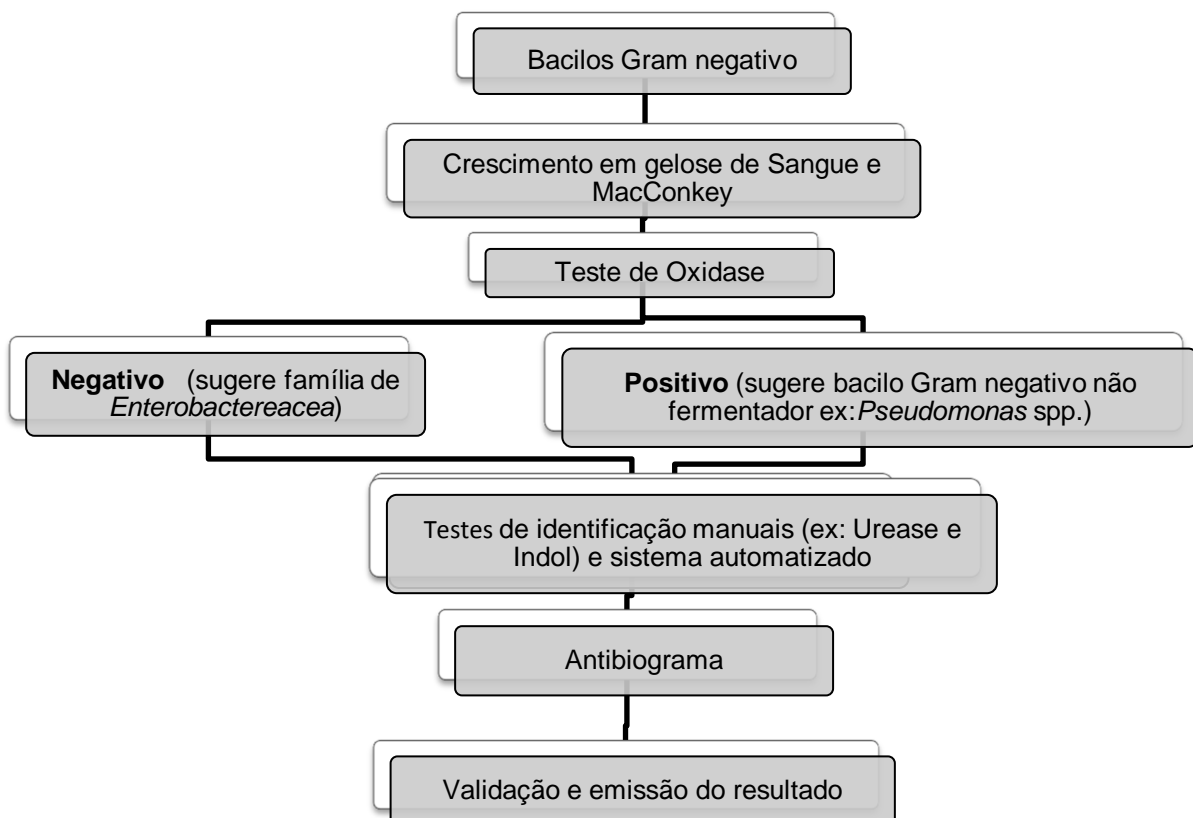 Bacilos Gram negativo
Crescimento em gelose de Sangue e
MacConkey
Teste de Oxidase
Negativo (sugere família de
Enterobactereacea)
Positivo (sugere bacilo Gram negativo não
fermentador ex:Pseudomonas spp.)
Testes de identificação manuais (ex: Urease e
Indol) e sistema automatizado
Antibiograma
Validação e emissão do resultado